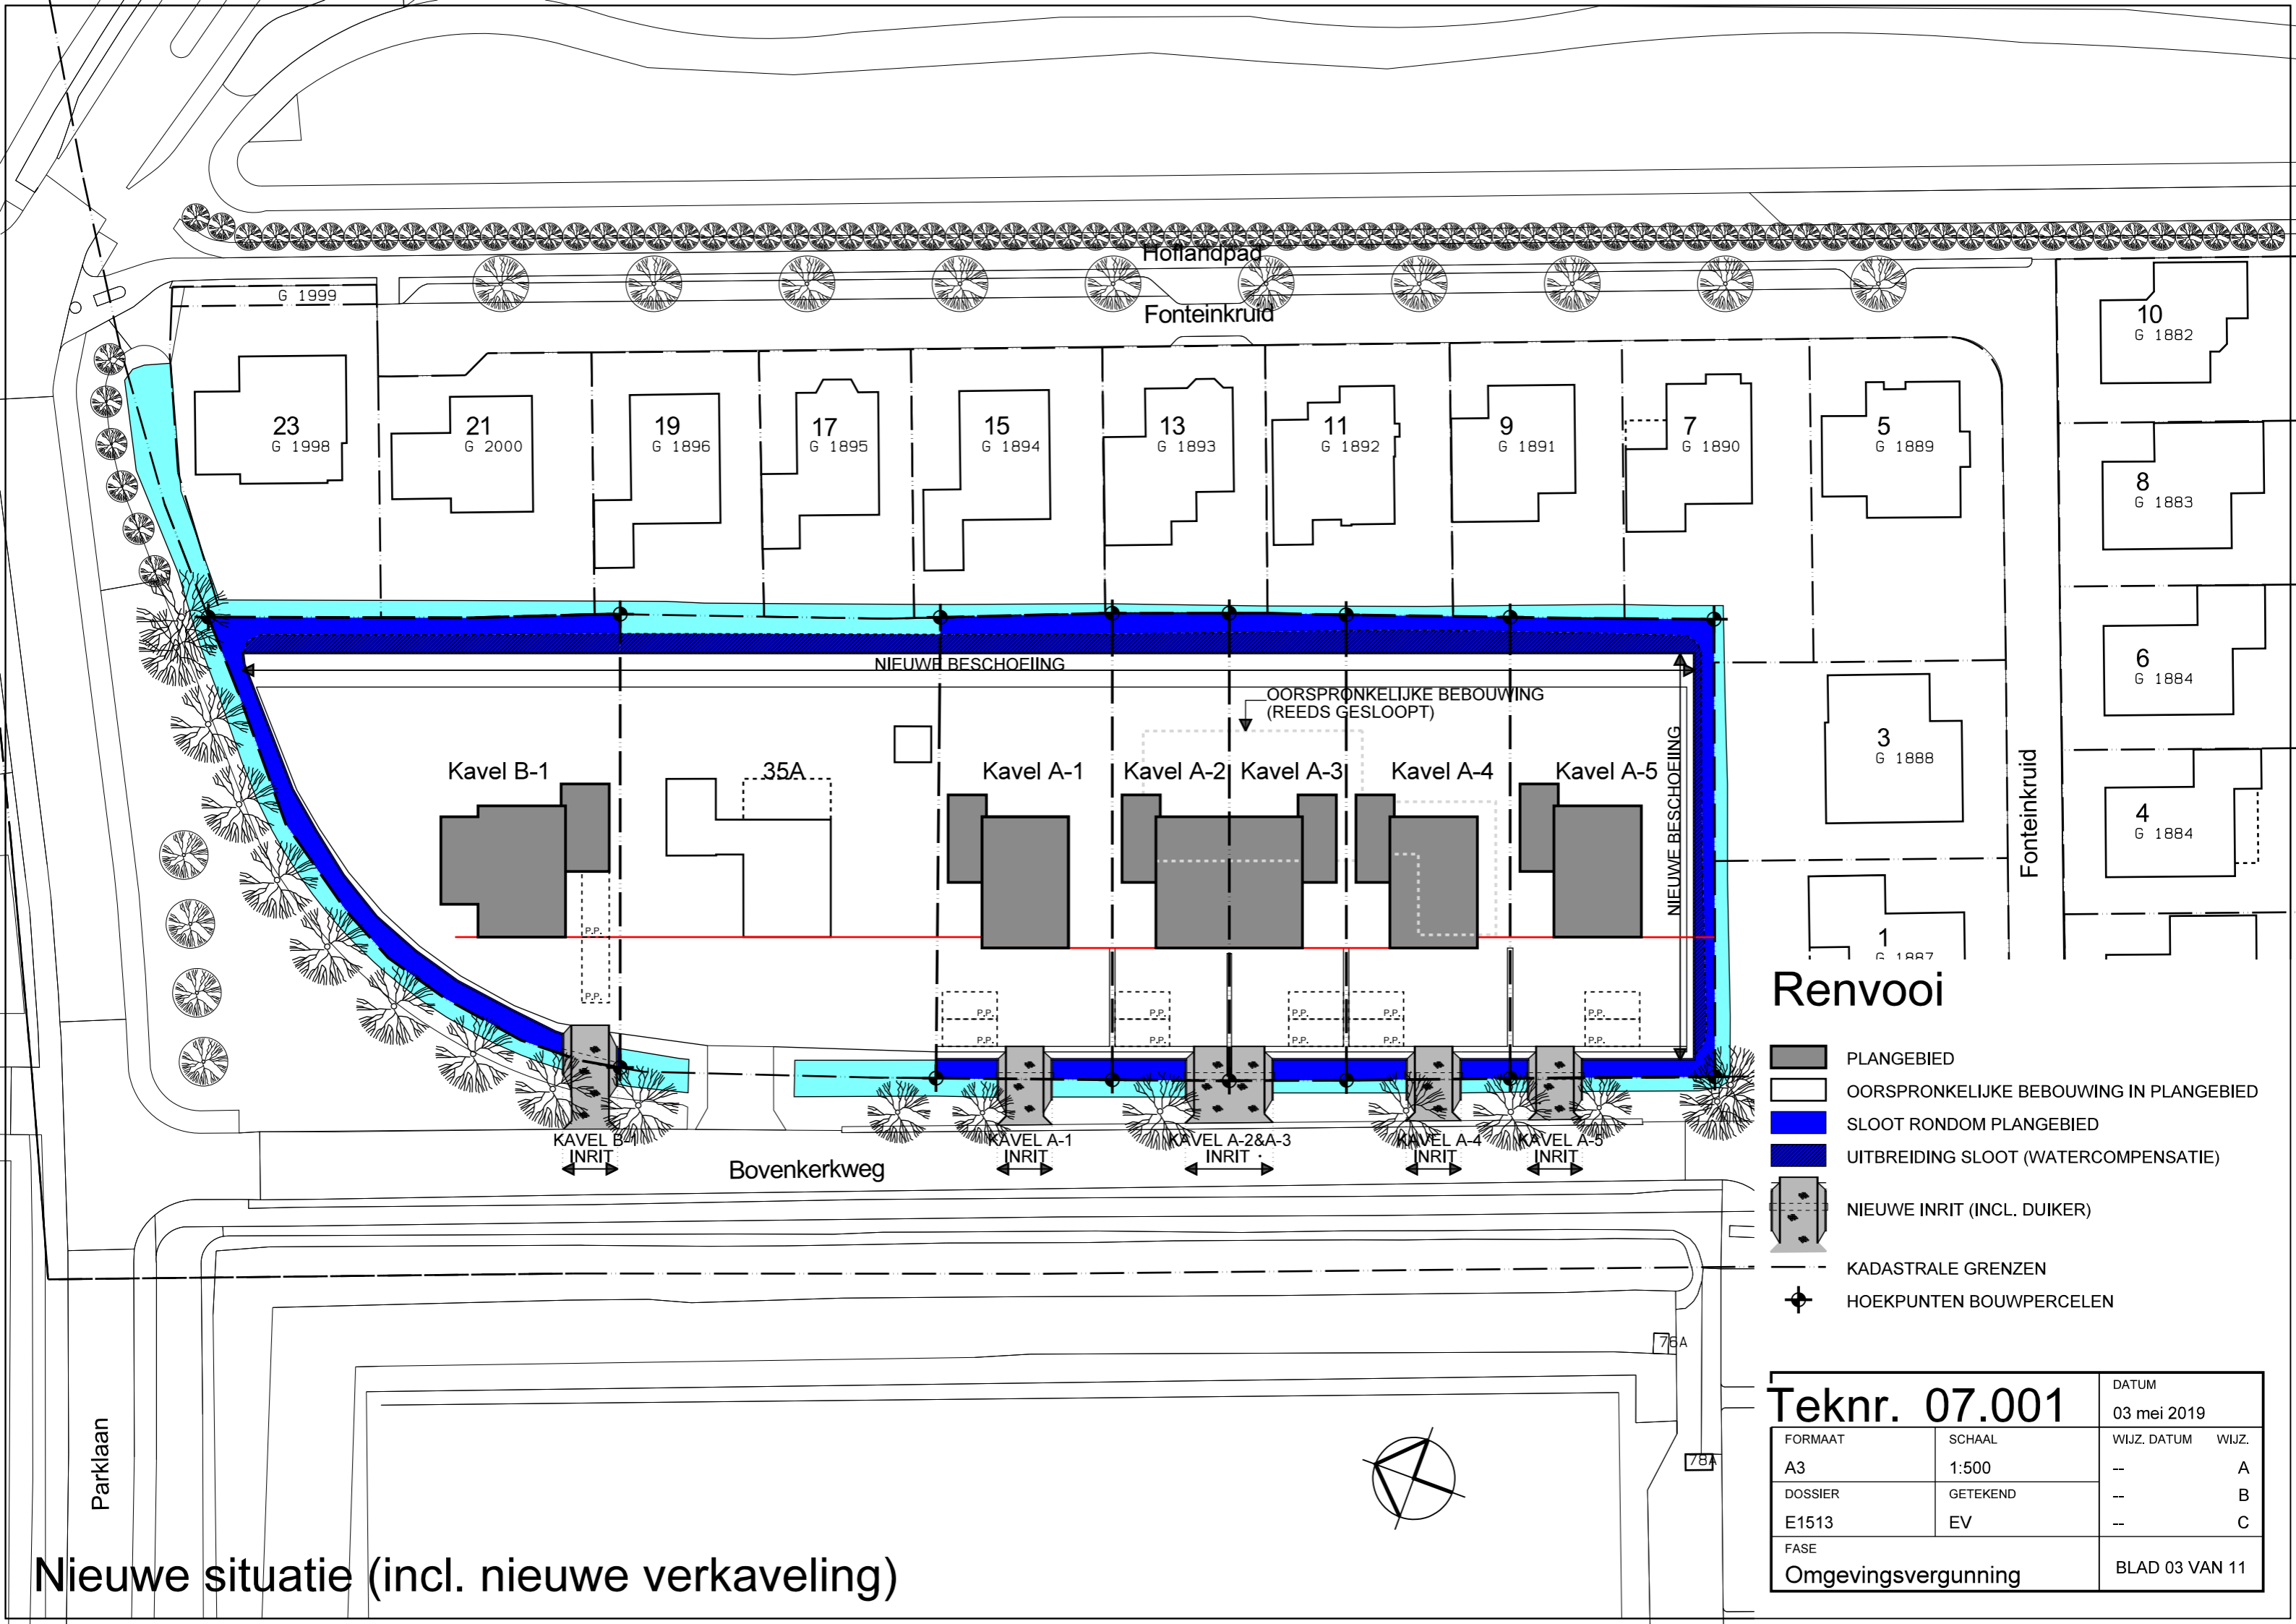 Hoflandpad
G 1999
Fonteinkruid
10
G 1882
23
G 1998
21
G 2000
19
G 1896
17
G 1895
15
G 1894
13
G 1893
11
G 1892
9
G 1891
7
G 1890
5
G 1889
8
G 1883
6
G 1884
3
G 1888
4
G 1884
Fonteinkruid
1
G 1887
NIEUWE BESCHOEIING
OORSPRONKELIJKE BEBOUWING
(REEDS GESLOOPT)
NIEUWE BESCHOEIING
Kavel B-1
35A
Kavel A-1
Kavel A-2
Kavel A-3
Kavel A-4
Kavel A-5
P.P.
P.P.
P.P.
P.P.
P.P.
P.P.
P.P.
P.P.
P.P.
P.P.
P.P.
P.P.
KAVEL B-1
INRIT
KAVEL A-1
INRIT
KAVEL A-2&A-3
INRIT
KAVEL A-4
INRIT
KAVEL A-5
INRIT
Bovenkerkweg
Parklaan
76A
78A
Renvooi
PLANGEBIED
OORSPRONKELIJKE BEBOUWING IN PLANGEBIED
SLOOT RONDOM PLANGEBIED
UITBREIDING SLOOT (WATERCOMPENSATIE)
NIEUWE INRIT (INCL. DUIKER)
KADASTRALE GRENZEN
HOEKPUNTEN BOUWPERCELEN
Teknr. 07.001
DATUM
03 mei 2019
FORMAAT
A3
SCHAAL
1:500
WIJZ. DATUM WIJZ.
-- A
-- B
-- C
DOSSIER
E1513
GETEKEND
EV
FASE
Omgevingsvergunning
BLAD 03 VAN 11
Nieuwe situatie (incl. nieuwe verkaveling)